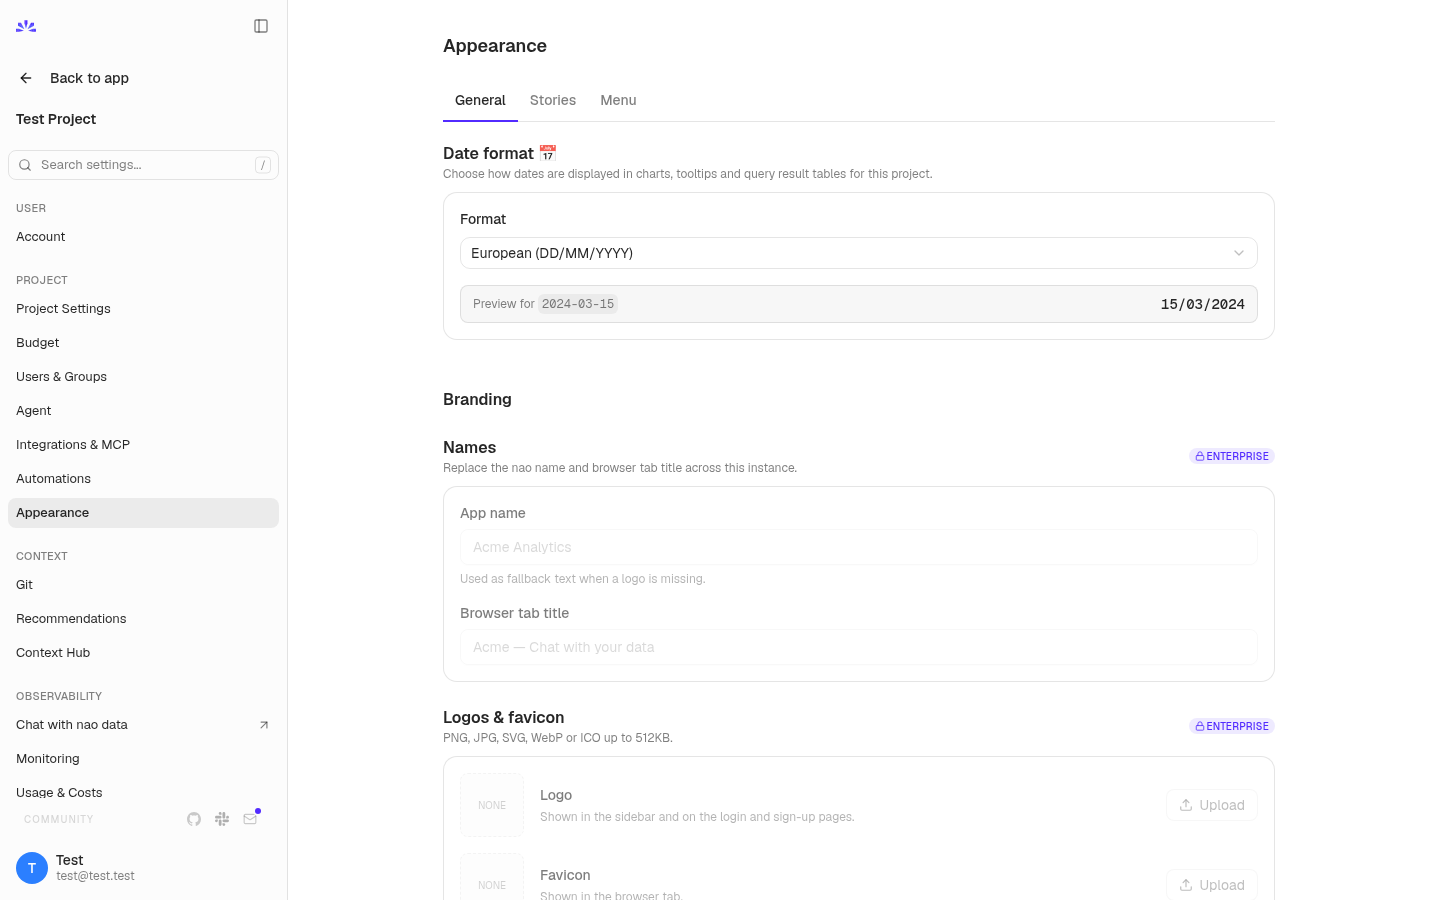 Back to app
Test Project
Search settings...
/
USER
Account
PROJECT
Project Settings
Budget
Users & Groups
Agent
Integrations & MCP
Automations
Appearance
CONTEXT
Git
Recommendations
Context Hub
OBSERVABILITY
Chat with nao data
Monitoring
Usage & Costs
COMMUNITY
T
Test
test@test.test
Appearance
General Stories Menu
Date format 📅
Choose how dates are displayed in charts, tooltips and query result tables for this project.
Format
European (DD/MM/YYYY)
Preview for 2024-03-15 15/03/2024
Branding
Names
Replace the nao name and browser tab title across this instance.
ENTERPRISE
App name
Acme Analytics
Used as fallback text when a logo is missing.
Browser tab title
Acme — Chat with your data
Logos & favicon
PNG, JPG, SVG, WebP or ICO up to 512KB.
ENTERPRISE
NONE
Logo
Shown in the sidebar and on the login and sign-up pages.
Upload
NONE
Favicon
Shown in the browser tab.
Upload